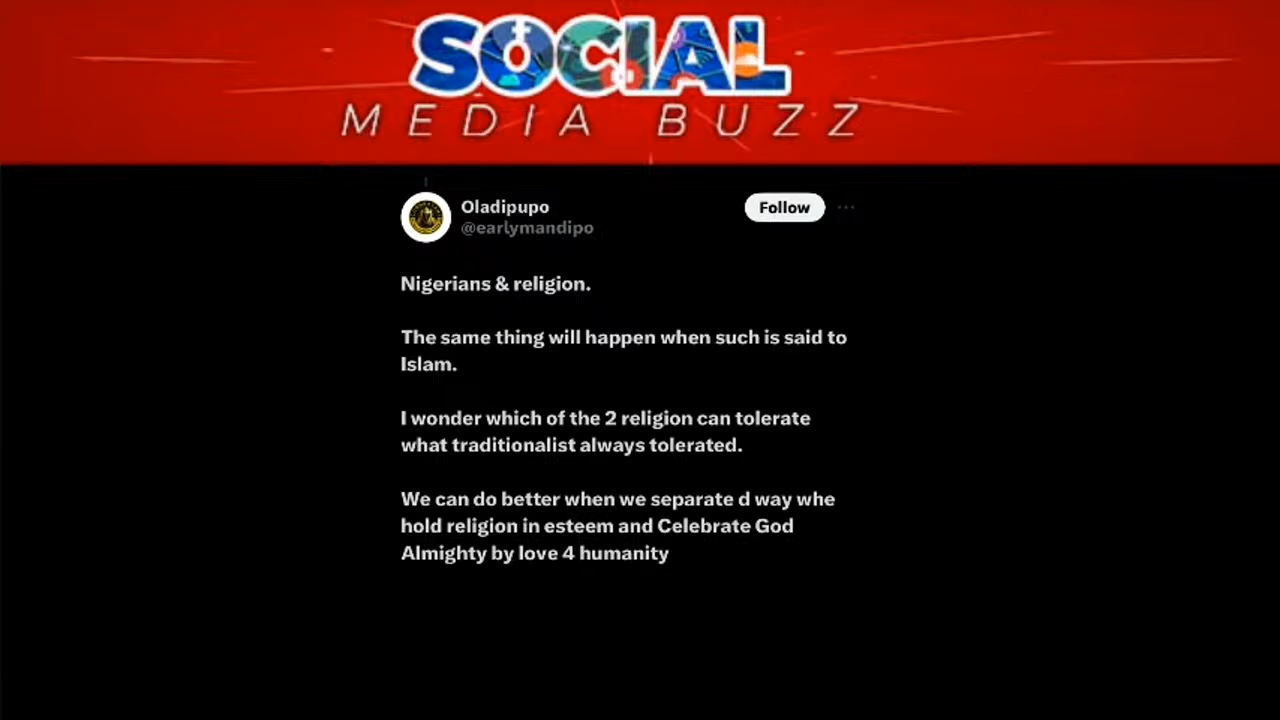 SOCIAL
MEDIA BUZZ
Oladipupo
@earlymandipo
Follow
Nigerians & religion.
The same thing will happen when such is said to
Islam.
I wonder which of the 2 religion can tolerate
what traditionalist always tolerated.
We can do better when we separate d way whe
hold religion in esteem and Celebrate God
Almighty by love 4 humanity